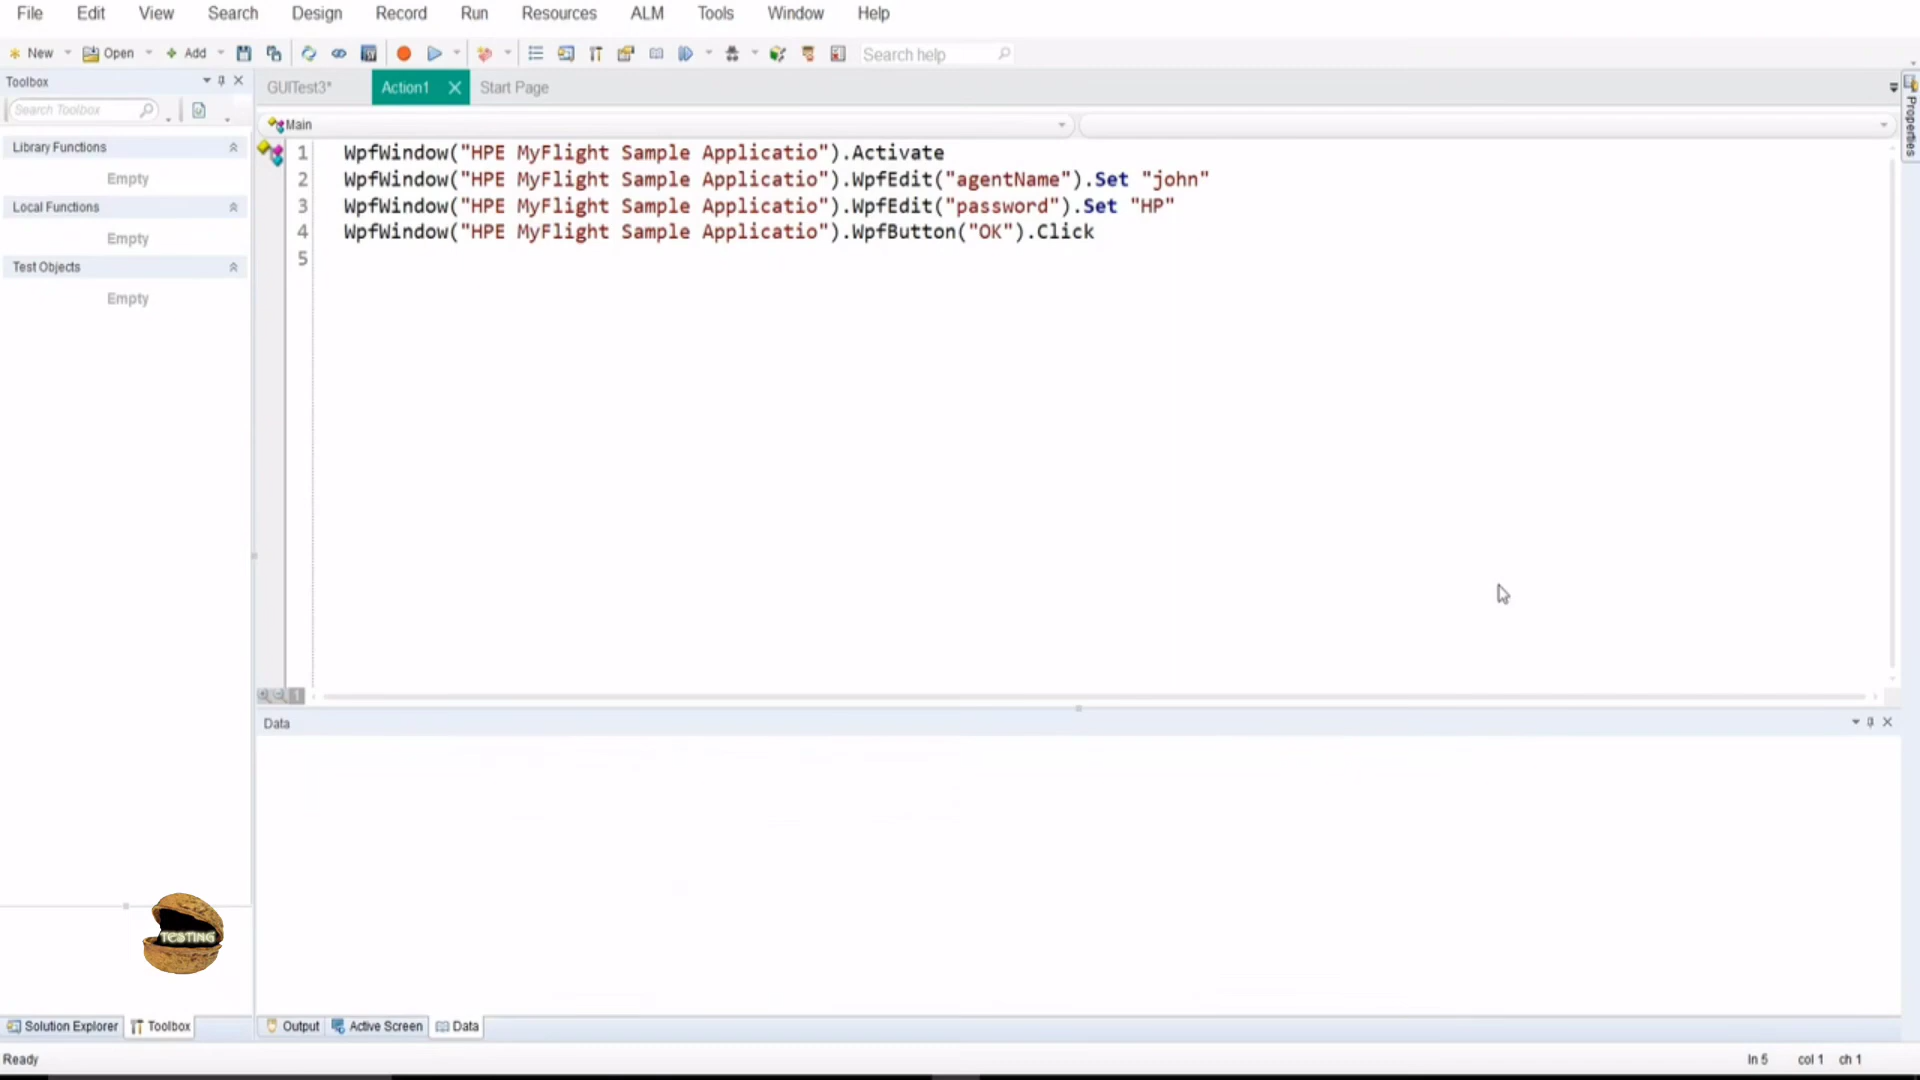 File Edit View Search Design Record Run Resources ALM Tools Window Help
New Open Add Search help
Toolbox
GUITest3* Action1 Start Page
Search Toolbox
Main
Properties
Library Functions
Empty
Local Functions
Empty
Test Objects
Empty
1 WpfWindow("HPE MyFlight Sample Applicatio").Activate
2 WpfWindow("HPE MyFlight Sample Applicatio").WpfEdit("agentName").Set "john"
3 WpfWindow("HPE MyFlight Sample Applicatio").WpfEdit("password").Set "HP"
4 WpfWindow("HPE MyFlight Sample Applicatio").WpfButton("OK").Click
5
1
Data
TESTING
Solution Explorer Toolbox Output Active Screen Data
Ready ln 5 col 1 ch 1